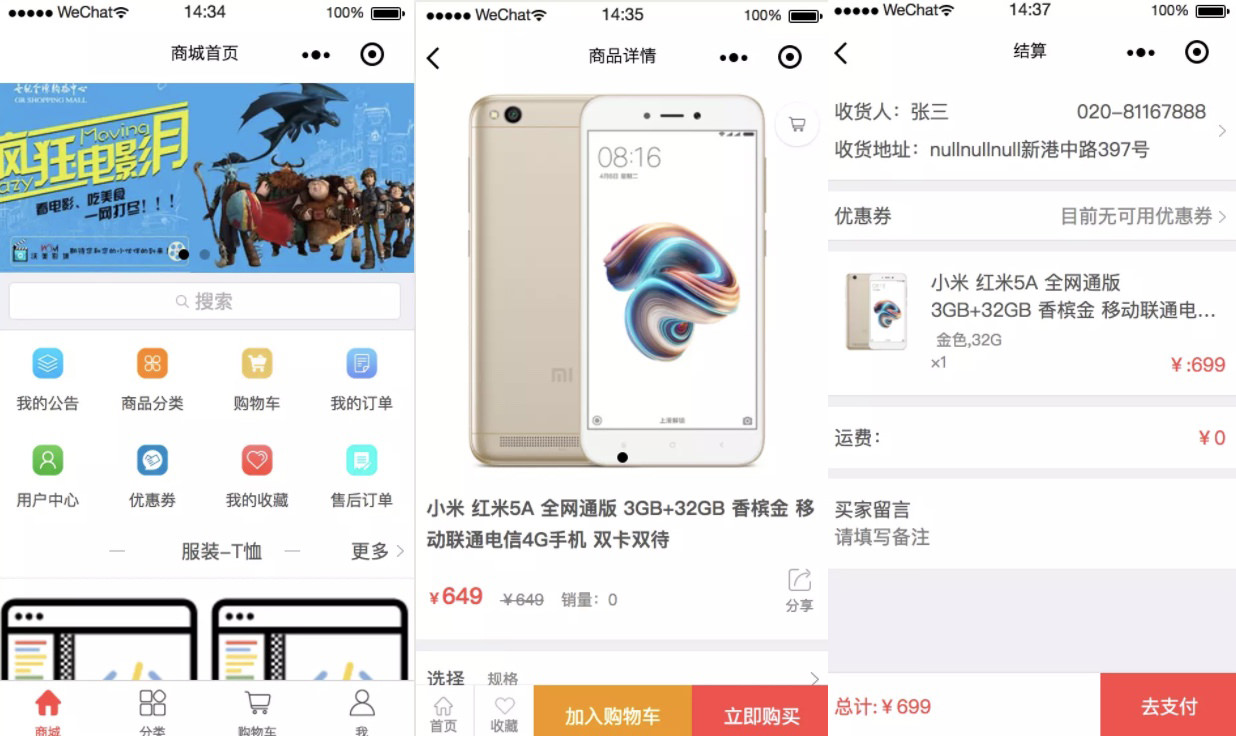 ●●●●● WeChat 14:34 100%
商城首页
GR SHOPPING MALL
疯狂电影月
Moving
azy
看电影、吃美食
一网打尽！！！
搜索
我的公告 商品分类 购物车 我的订单
用户中心 优惠券 我的收藏 售后订单
服装-T恤 更多
商城 分类 购物车 我
●●●●● WeChat 14:35 100%
商品详情
08:16
mi
小米 红米5A 全网通版 3GB+32GB 香槟金 移
动联通电信4G手机 双卡双待
¥649 ¥649 销量：0
分享
选择 规格
首页 收藏 加入购物车 立即购买
●●●●● WeChat 14:37 100%
结算
收货人：张三 020-81167888
收货地址：nullnullnull新港中路397号
优惠券 目前无可用优惠券
小米 红米5A 全网通版
3GB+32GB 香槟金 移动联通电...
金色,32G
×1 ¥:699
运费： ¥0
买家留言
请填写备注
总计:¥699 去支付